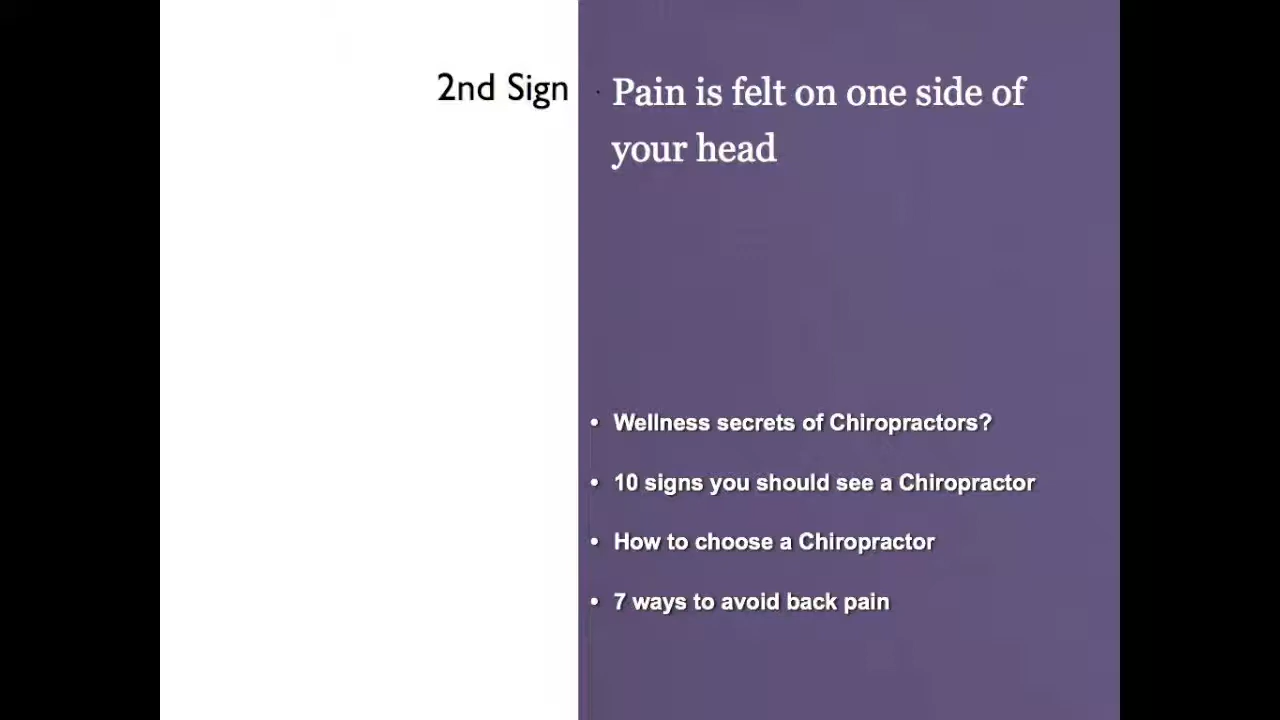 2nd Sign
Pain is felt on one side of
your head
• Wellness secrets of Chiropractors?
• 10 signs you should see a Chiropractor
• How to choose a Chiropractor
• 7 ways to avoid back pain